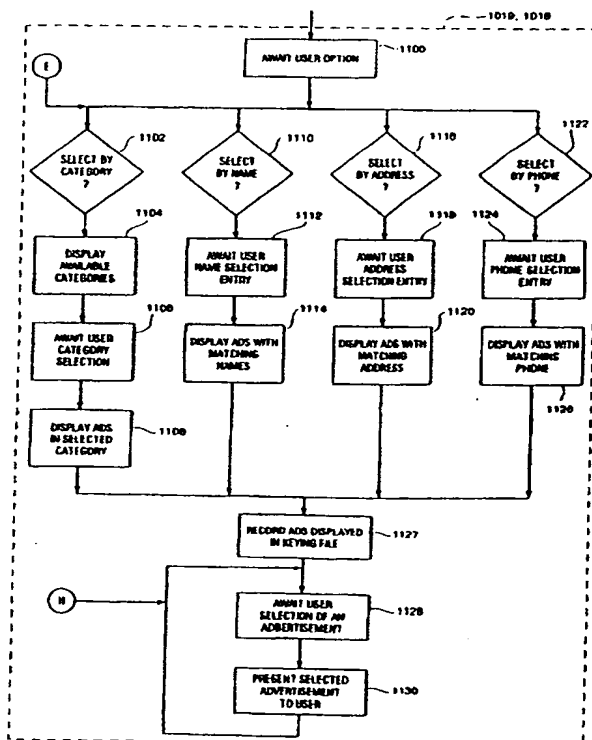 1019, 1018
1100
AWAIT USER OPTION
E
1102
SELECT BY
CATEGORY
?
1110
SELECT
BY NAME
?
1116
SELECT
BY ADDRESS
?
1122
SELECT
BY PHONE
?
1104
DISPLAY
AVAILABLE
CATEGORIES
1112
AWAIT USER
NAME SELECTION
ENTRY
1118
AWAIT USER
ADDRESS
SELECTION ENTRY
1124
AWAIT USER
PHONE SELECTION
ENTRY
1106
AWAIT USER
CATEGORY
SELECTION
1114
DISPLAY ADS WITH
MATCHING
NAMES
1120
DISPLAY ADS WITH
MATCHING
ADDRESS
DISPLAY ADS WITH
MATCHING
PHONE
1126
DISPLAY ADS
IN SELECTED
CATEGORY
1108
RECORD ADS DISPLAYED
IN KEYING FILE
1127
H
AWAIT USER
SELECTION OF AN
ADBERTISEMENT
1128
PRESENT SELECTED
ADVERTISEMENT
TO USER
1130